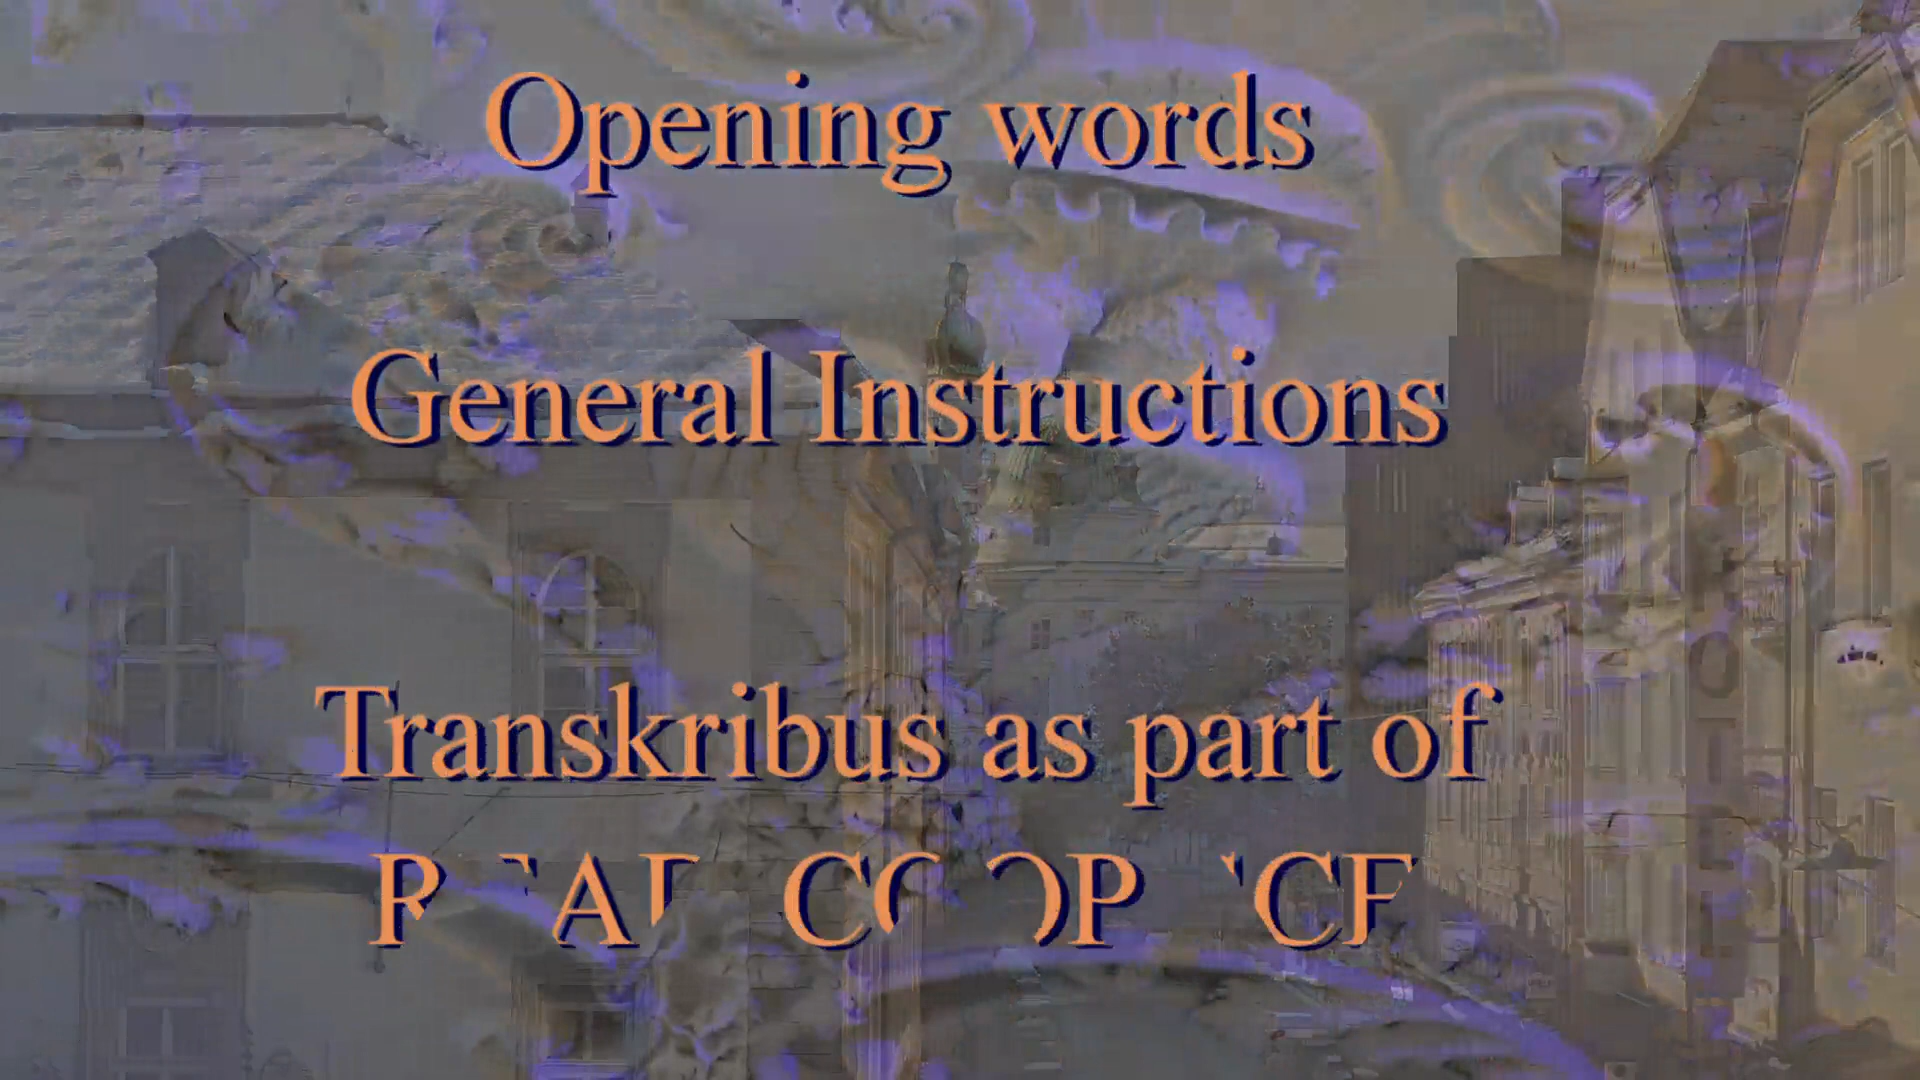 Opening words
General Instructions
Transkribus as part of